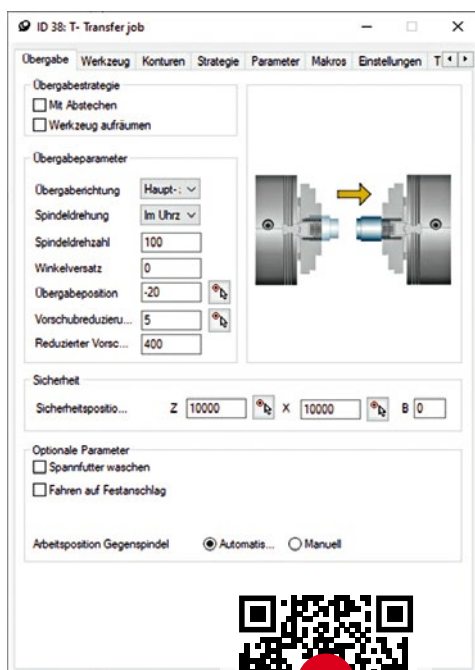 ID 38: T- Transfer job
Übergabe Werkzeug Konturen Strategie Parameter Makros Einstellungen T
Übergabestrategie
Mit Abstechen
Werkzeug aufräumen
Übergabeparameter
Übergaberichtung Haupt-:
Spindeldrehung Im Uhrz
Spindeldrehzahl 100
Winkelversatz 0
Übergabeposition -20
Vorschubreduzieru... 5
Reduzierter Vorsc... 400
Sicherheit
Sicherheitspositio... Z 10000 X 10000 B 0
Optionale Parameter
Spannfutter waschen
Fahren auf Festanschlag
Arbeitsposition Gegenspindel Automatis... Manuell